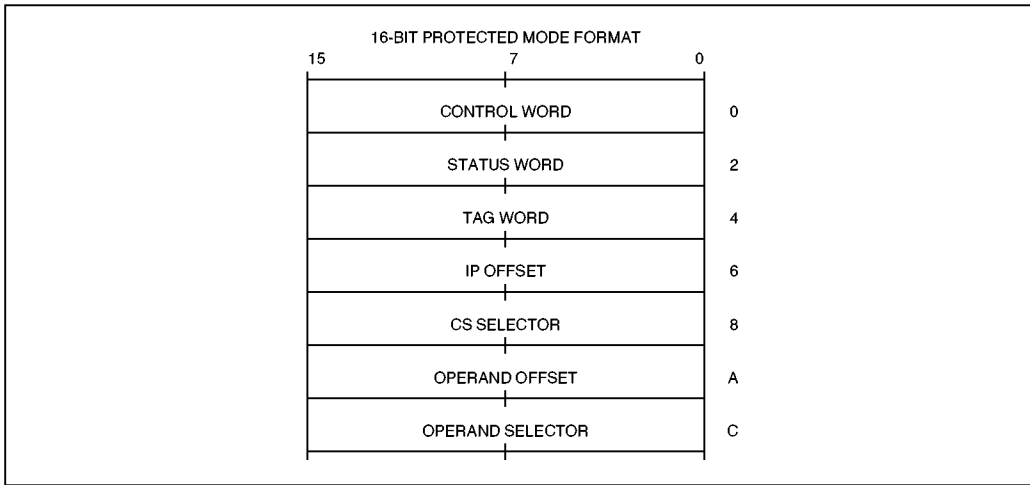 16-BIT PROTECTED MODE FORMAT
15 7 0
CONTROL WORD 0
STATUS WORD 2
TAG WORD 4
IP OFFSET 6
CS SELECTOR 8
OPERAND OFFSET A
OPERAND SELECTOR C